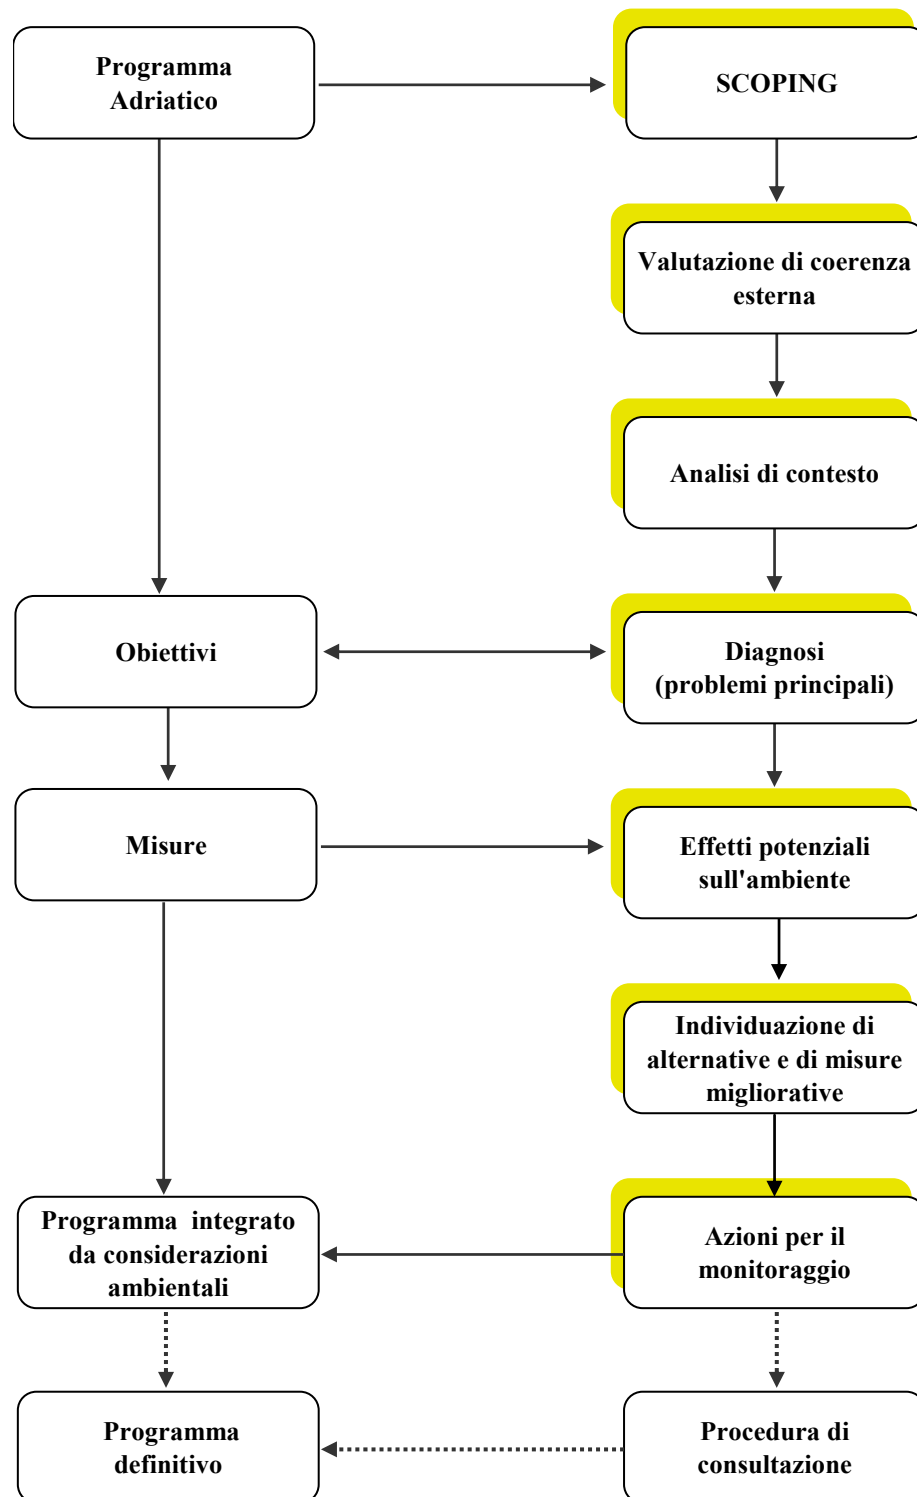 Programma
Adriatico
SCOPING
Valutazione di coerenza
esterna
Analisi di contesto
Obiettivi
Diagnosi
(problemi principali)
Misure
Effetti potenziali
sull'ambiente
Individuazione di
alternative e di misure
migliorative
Programma integrato
da considerazioni
ambientali
Azioni per il
monitoraggio
Programma
definitivo
Procedura di
consultazione